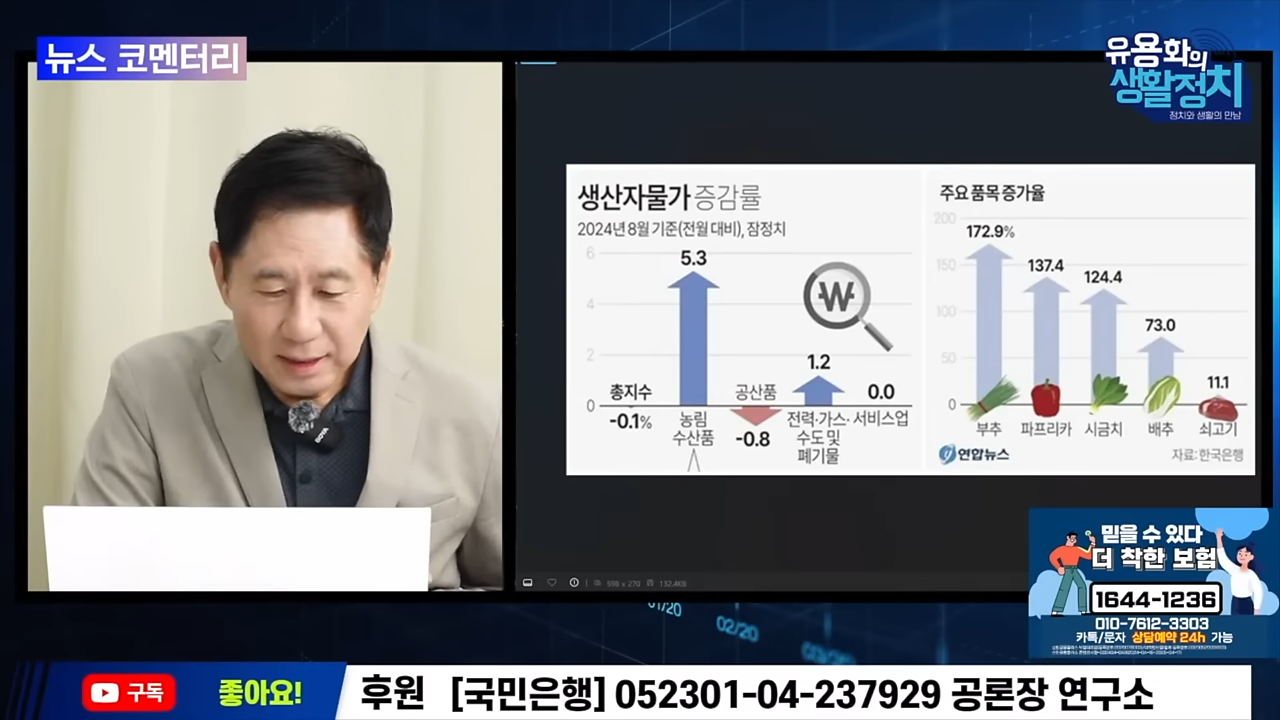 뉴스 코멘터리
유용화의
생활정치
정치와 생활의 만남
생산자물가 증감률
2024년 8월 기준(전월 대비), 잠정치
6
4
2
0
5.3
1.2
0.0
총지수
-0.1%
농림
수산품
공산품
-0.8
전력·가스·
수도 및
폐기물
서비스업
주요 품목 증가율
200
150
100
50
0
172.9%
137.4
124.4
73.0
11.1
부추
파프리카
시금치
배추
쇠고기
연합뉴스
자료: 한국은행
BOYA
598 x 270
132.4KB
01/20
02/20
믿을 수 있다
더 착한 보험
1644-1236
010-7612-3303
카톡/문자 상담예약 24h 가능
구독
좋아요!
후원 [국민은행] 052301-04-237929 공론장 연구소